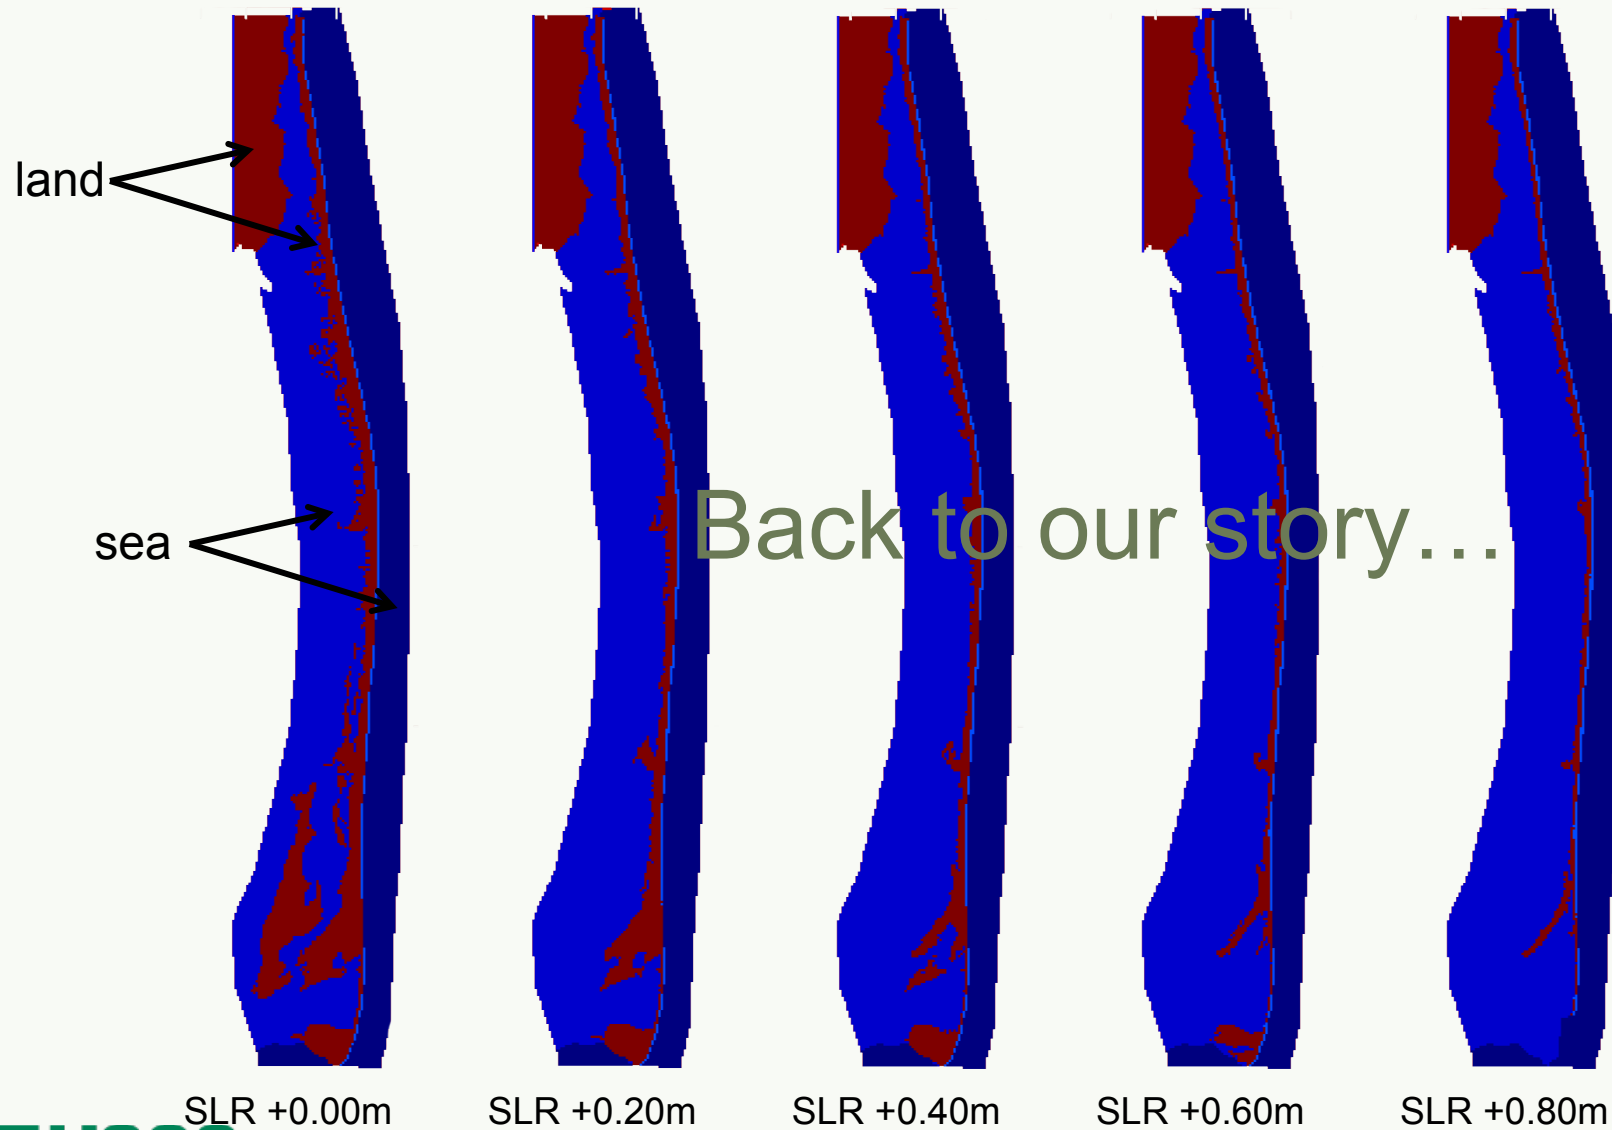 land
sea
Back to our story…
SLR +0.00m
SLR +0.20m
SLR +0.40m
SLR +0.60m
SLR +0.80m